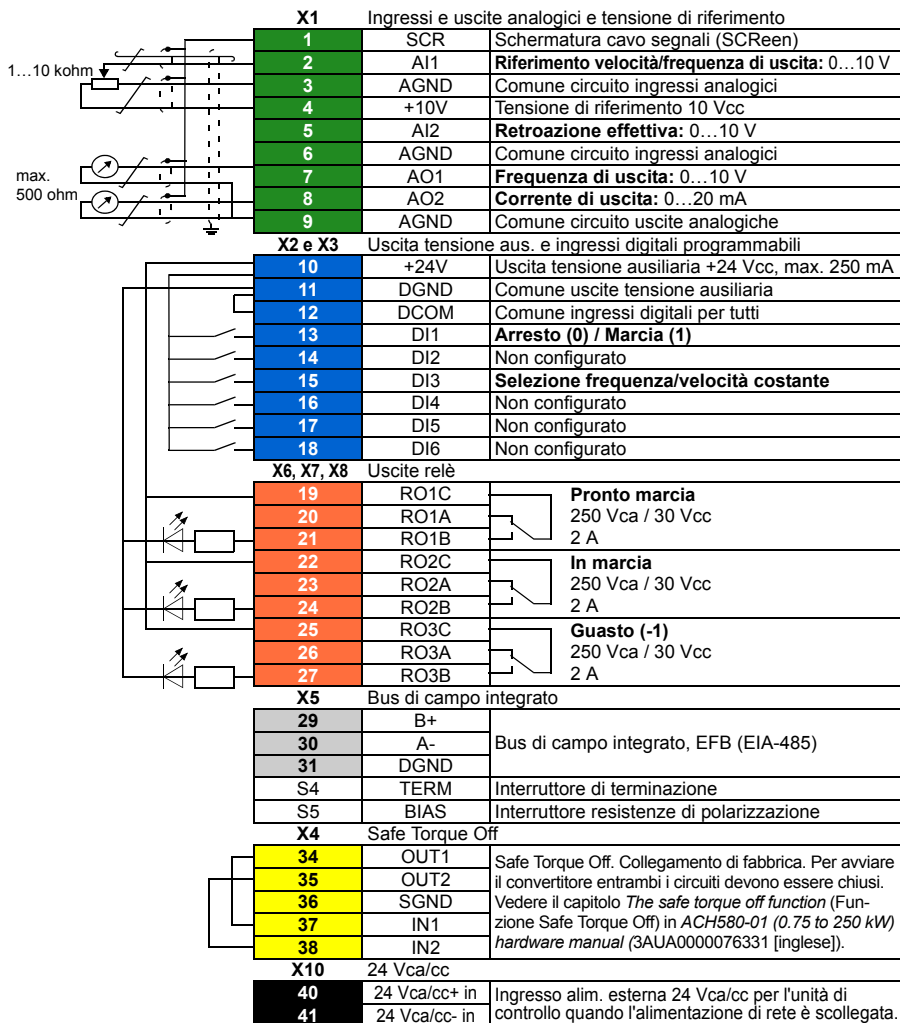 X1 Ingressi e uscite analogici e tensione di riferimento
1 SCR Schermatura cavo segnali (SCReen)
1…10 kohm
2 AI1 Riferimento velocità/frequenza di uscita: 0…10 V
3 AGND Comune circuito ingressi analogici
4 +10V Tensione di riferimento 10 Vcc
5 AI2 Retroazione effettiva: 0…10 V
6 AGND Comune circuito ingressi analogici
max.
500 ohm
7 AO1 Frequenza di uscita: 0…10 V
8 AO2 Corrente di uscita: 0…20 mA
9 AGND Comune circuito uscite analogiche
X2 e X3 Uscita tensione aus. e ingressi digitali programmabili
10 +24V Uscita tensione ausiliaria +24 Vcc, max. 250 mA
11 DGND Comune uscite tensione ausiliaria
12 DCOM Comune ingressi digitali per tutti
13 DI1 Arresto (0) / Marcia (1)
14 DI2 Non configurato
15 DI3 Selezione frequenza/velocità costante
16 DI4 Non configurato
17 DI5 Non configurato
18 DI6 Non configurato
X6, X7, X8 Uscite relè
19 RO1C Pronto marcia
20 RO1A 250 Vca / 30 Vcc
21 RO1B 2 A
22 RO2C In marcia
23 RO2A 250 Vca / 30 Vcc
24 RO2B 2 A
25 RO3C Guasto (-1)
26 RO3A 250 Vca / 30 Vcc
27 RO3B 2 A
X5 Bus di campo integrato
29 B+
30 A- Bus di campo integrato, EFB (EIA-485)
31 DGND
S4 TERM Interruttore di terminazione
S5 BIAS Interruttore resistenze di polarizzazione
X4 Safe Torque Off
34 OUT1 Safe Torque Off. Collegamento di fabbrica. Per avviare
35 OUT2 il convertitore entrambi i circuiti devono essere chiusi.
36 SGND Vedere il capitolo The safe torque off function (Fun-
37 IN1 zione Safe Torque Off) in ACH580-01 (0.75 to 250 kW)
38 IN2 hardware manual (3AUA0000076331 [inglese]).
X10 24 Vca/cc
40 24 Vca/cc+ in Ingresso alim. esterna 24 Vca/cc per l'unità di
41 24 Vca/cc- in controllo quando l'alimentazione di rete è scollegata.